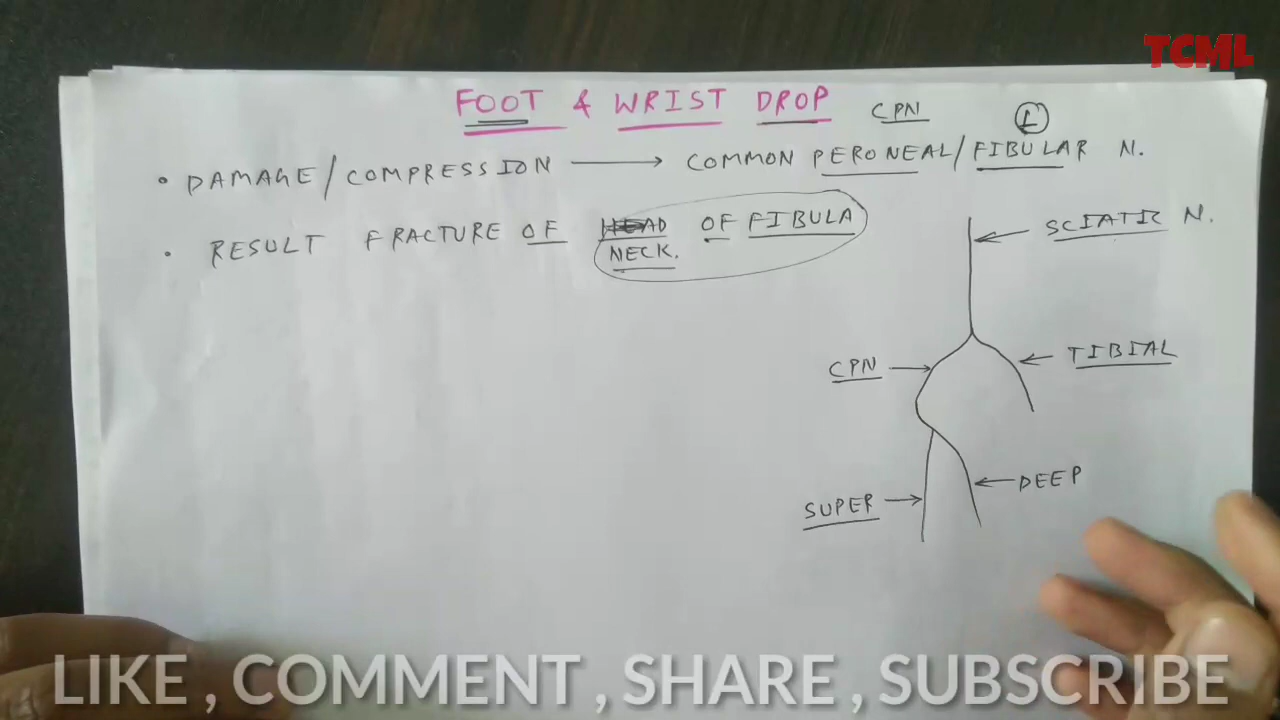 TCML
FOOT & WRIST DROP CPN
F
• DAMAGE/COMPRESSION → COMMON PERONEAL/FIBULAR N.
• RESULT FRACTURE OF HEAD OF FIBULA
NECK.
SCIATIC N.
CPN → ← TIBIAL
← DEEP
SUPER →
LIKE , COMMENT , SHARE , SUBSCRIBE